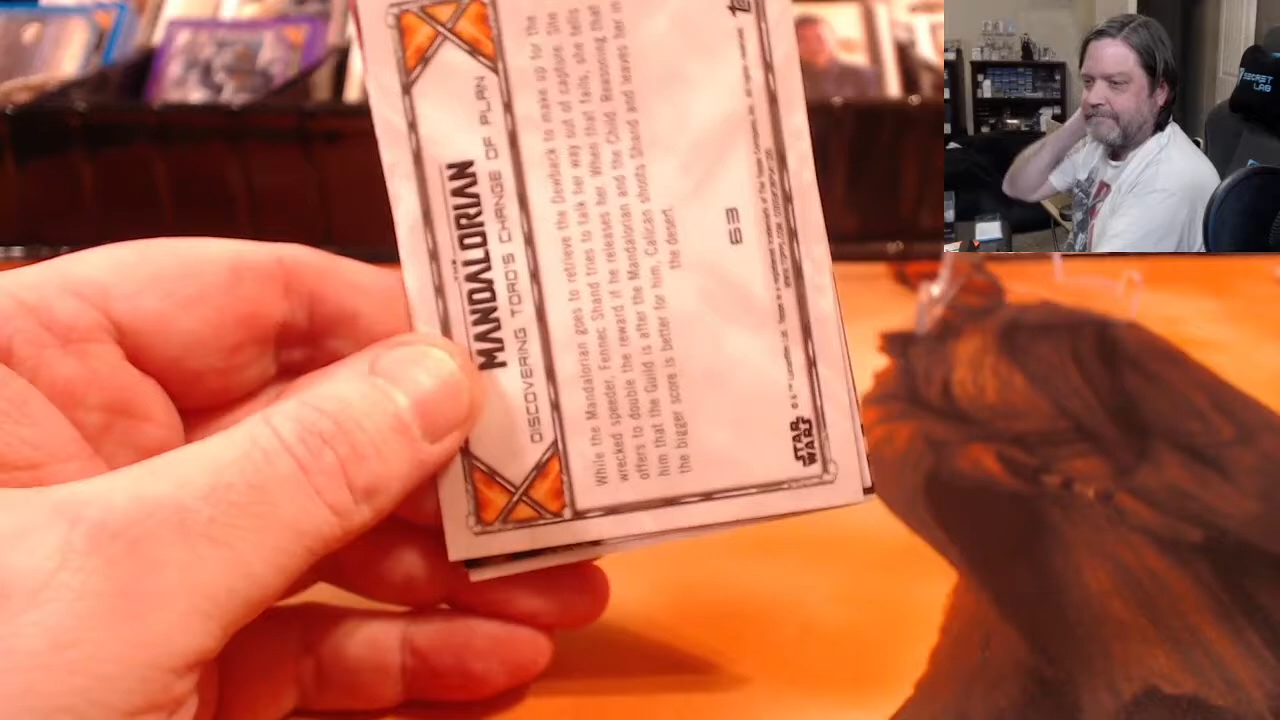 THE
MANDALORIAN
DISCOVERING TORO'S CHANGE OF PLAN
While the Mandalorian goes to retrieve the Dewback to make up for the
wrecked speeder, Fennec Shand tries to talk her way out of capture. She
offers to double the reward if he releases her. When that fails, she tells
him that the Guild is after the Mandalorian and the Child. Reasoning that
the bigger score is better for him, Calican shoots Shand and leaves her in
the desert.
63
STAR
WARS
SECRET
LAB